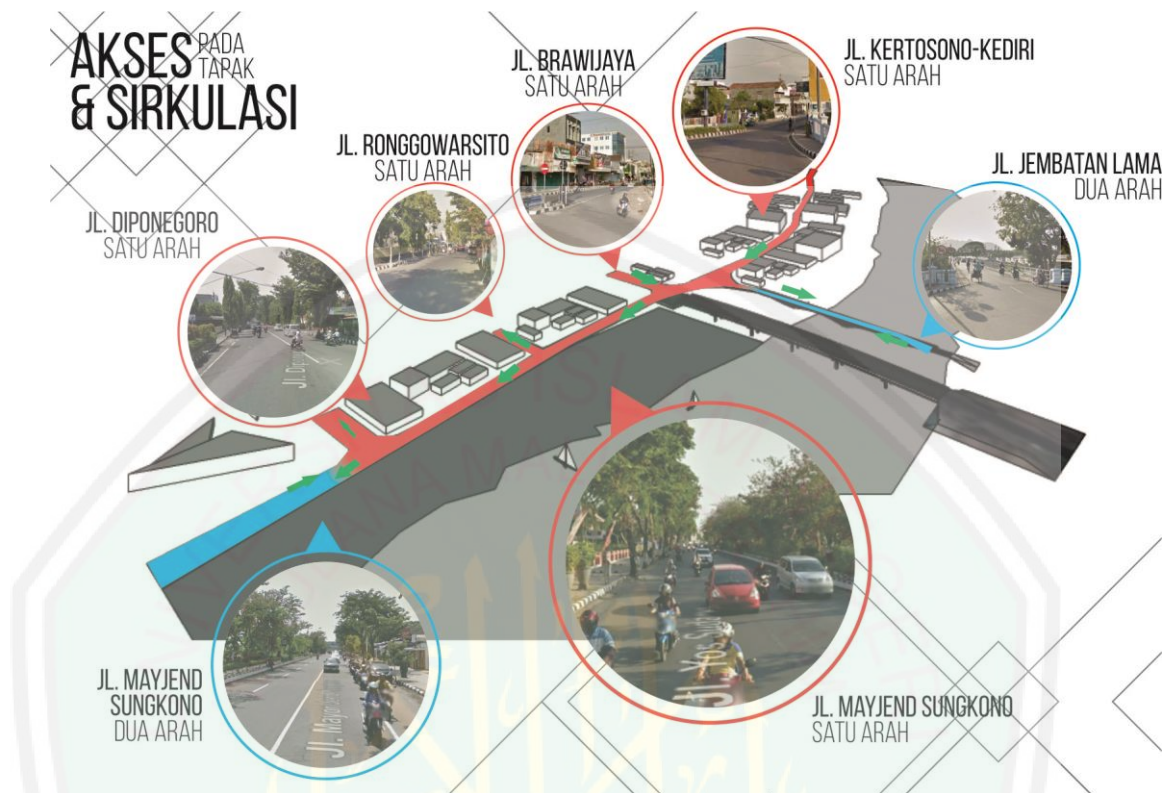 AKSES PADA
TAPAK
& SIRKULASI
JL. BRAWIJAYA
SATU ARAH
JL. KERTOSONO-KEDIRI
SATU ARAH
JL. RONGGOWARSITO
SATU ARAH
JL. JEMBATAN LAMA
DUA ARAH
JL. DIPONEGORO
SATU ARAH
JL. MAYJEND
SUNGKONO
DUA ARAH
JL. MAYJEND SUNGKONO
SATU ARAH